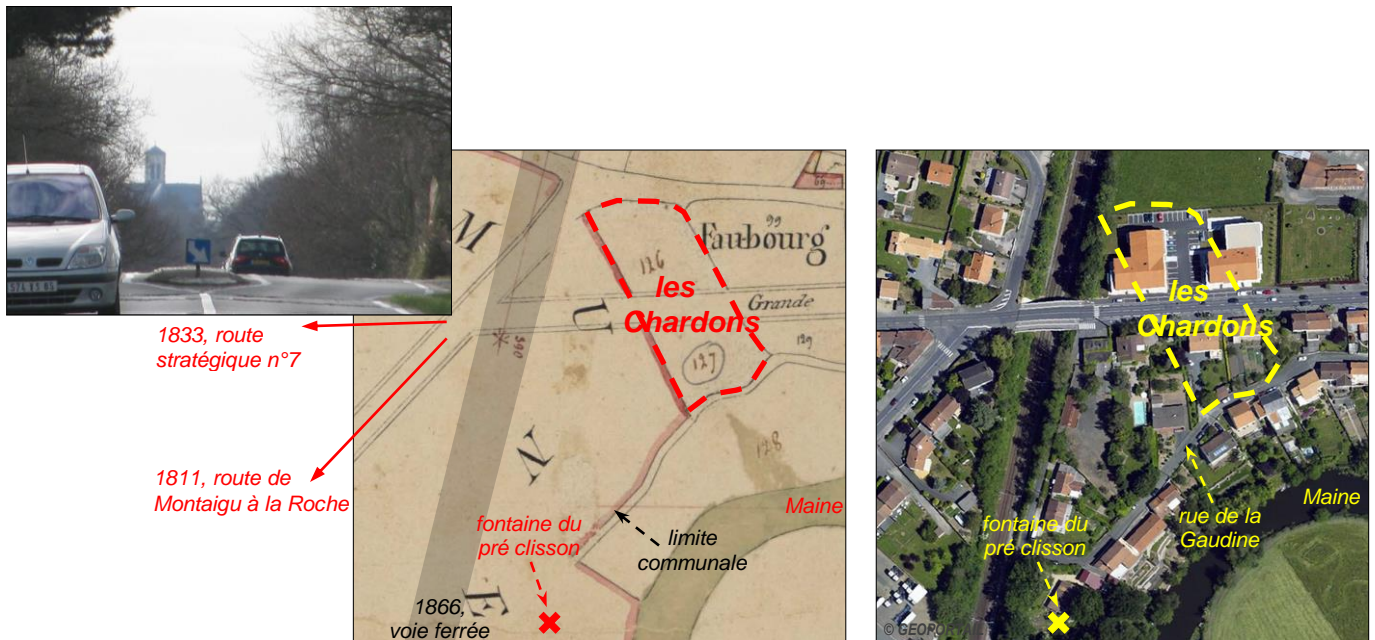 1833, route
stratégique n°7
1811, route de
Montaigu à la Roche
M
U
N
E
126
99
Faubourg
les
Chardons
Grande
390
127
129
128
Maine
fontaine du
pré clisson
limite
communale
1866,
voie ferrée
les
Chardons
Maine
fontaine du
pré clisson
rue de la
Gaudine